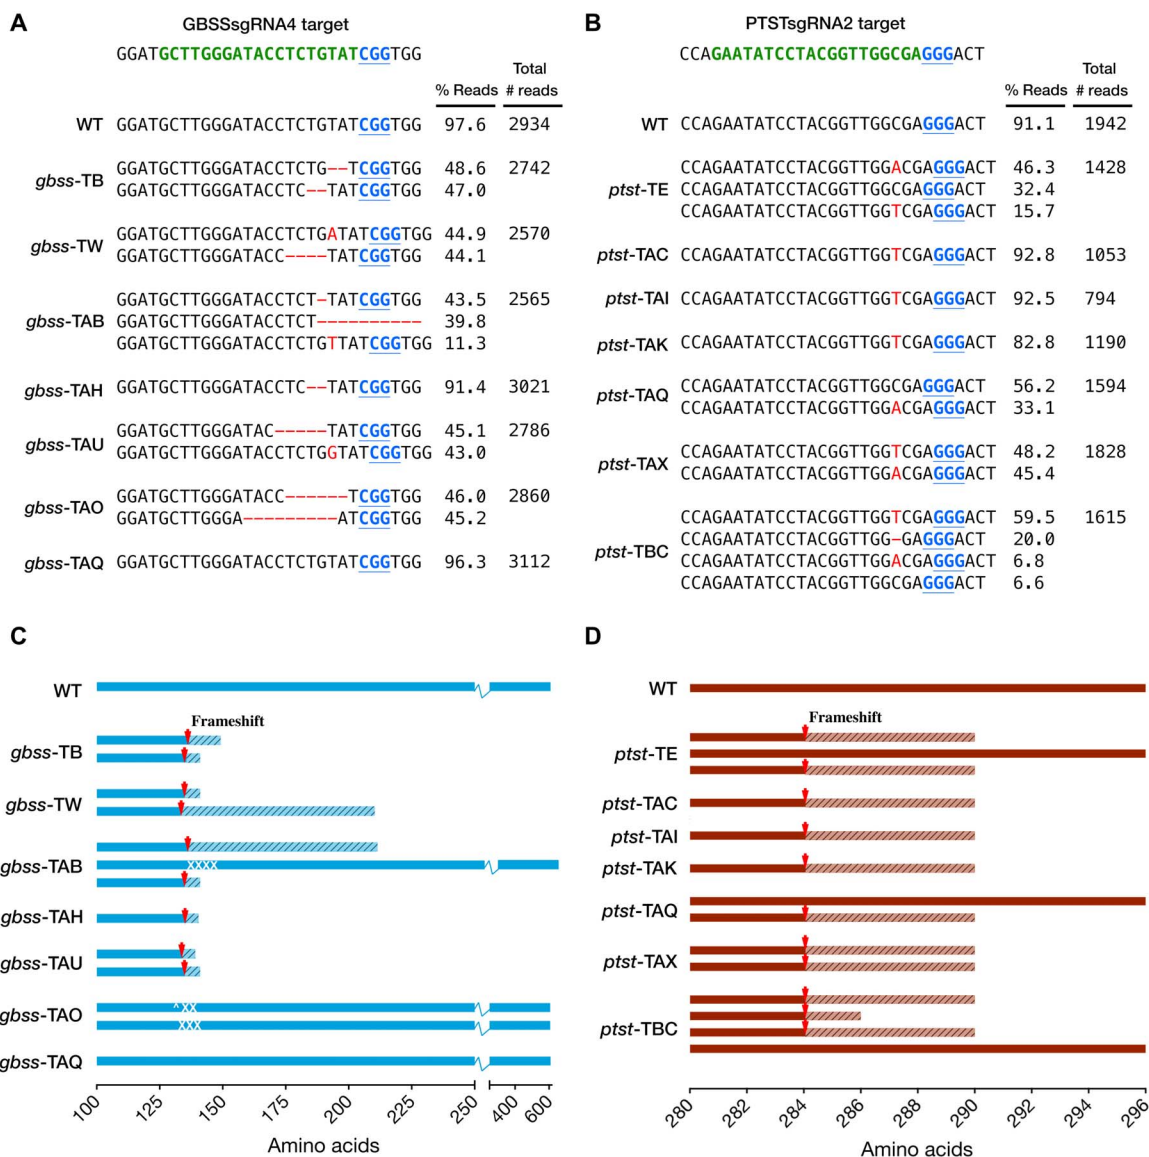 A
GBSSsgRNA4 target
GGATGCTTGGGATACCTCTGTATCGGTGG
% Reads
Total
# reads
WT GGATGCTTGGGATACCTCTGTATCGGTGG 97.6 2934
gbss-TB
GGATGCTTGGGATACCTCTG--TCGGTGG 48.6 2742
GGATGCTTGGGATACCTC--TATCGGTGG 47.0
gbss-TW
GGATGCTTGGGATACCTCTGATATCGGTGG 44.9 2570
GGATGCTTGGGATACC----TATCGGTGG 44.1
gbss-TAB
GGATGCTTGGGATACCTCT-TATCGGTGG 43.5 2565
GGATGCTTGGGATACCTCT---------- 39.8
GGATGCTTGGGATACCTCTGTTATCGGTGG 11.3
gbss-TAH GGATGCTTGGGATACCTC--TATCGGTGG 91.4 3021
gbss-TAU
GGATGCTTGGGATAC-----TATCGGTGG 45.1 2786
GGATGCTTGGGATACCTCTGGTATCGGTGG 43.0
gbss-TAO
GGATGCTTGGGATACC------TCGGTGG 46.0 2860
GGATGCTTGGGA---------ATCGGTGG 45.2
gbss-TAQ GGATGCTTGGGATACCTCTGTATCGGTGG 96.3 3112
B
PTSTsgRNA2 target
CCAGAATATCCTACGGTTGGCGAGGGACT
% Reads
Total
# reads
WT CCAGAATATCCTACGGTTGGCGAGGGACT 91.1 1942
ptst-TE
CCAGAATATCCTACGGTTGGACGAGGGACT 46.3 1428
CCAGAATATCCTACGGTTGGCGAGGGACT 32.4
CCAGAATATCCTACGGTTGGTCGAGGGACT 15.7
ptst-TAC CCAGAATATCCTACGGTTGGTCGAGGGACT 92.8 1053
ptst-TAI CCAGAATATCCTACGGTTGGTCGAGGGACT 92.5 794
ptst-TAK CCAGAATATCCTACGGTTGGTCGAGGGACT 82.8 1190
ptst-TAQ
CCAGAATATCCTACGGTTGGCGAGGGACT 56.2 1594
CCAGAATATCCTACGGTTGGACGAGGGACT 33.1
ptst-TAX
CCAGAATATCCTACGGTTGGTCGAGGGACT 48.2 1828
CCAGAATATCCTACGGTTGGACGAGGGACT 45.4
ptst-TBC
CCAGAATATCCTACGGTTGGTCGAGGGACT 59.5 1615
CCAGAATATCCTACGGTTGG-GAGGGACT 20.0
CCAGAATATCCTACGGTTGGACGAGGGACT 6.8
CCAGAATATCCTACGGTTGGCGAGGGACT 6.6
C
WT
Frameshift
gbss-TB
gbss-TW
gbss-TAB
XXXX
gbss-TAH
gbss-TAU
gbss-TAO
^XX
XXX
gbss-TAQ
100 125 150 175 200 225 250 400 600
Amino acids
D
WT
Frameshift
ptst-TE
ptst-TAC
ptst-TAI
ptst-TAK
ptst-TAQ
ptst-TAX
ptst-TBC
280 282 284 286 288 290 292 294 296
Amino acids